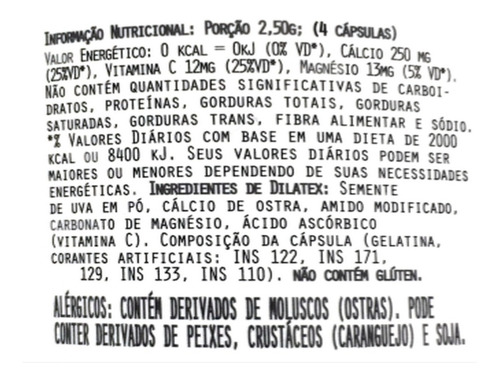 INFORMAÇÃO NUTRICIONAL: PORÇÃO 2,50G; (4 CÁPSULAS)
VALOR ENERGÉTICO: 0 KCAL = 0KJ (0% VD*), CÁLCIO 250 MG
(25%VD*), VITAMINA C 12MG (25%VD*), MAGNÉSIO 13MG (5% VD*).
NÃO CONTÉM QUANTIDADES SIGNIFICATIVAS DE CARBOI-
DRATOS, PROTEÍNAS, GORDURAS TOTAIS, GORDURAS
SATURADAS, GORDURAS TRANS, FIBRA ALIMENTAR E SÓDIO.
*% VALORES DIÁRIOS COM BASE EM UMA DIETA DE 2000
KCAL OU 8400 KJ. SEUS VALORES DIÁRIOS PODEM SER
MAIORES OU MENORES DEPENDENDO DE SUAS NECESSIDADES
ENERGÉTICAS. INGREDIENTES DE DILATEX: SEMENTE
DE UVA EM PÓ, CÁLCIO DE OSTRA, AMIDO MODIFICADO,
CARBONATO DE MAGNÉSIO, ÁCIDO ASCÓRBICO
(VITAMINA C). COMPOSIÇÃO DA CÁPSULA (GELATINA,
CORANTES ARTIFICIAIS: INS 122, INS 171,
129, INS 133, INS 110). NÃO CONTÉM GLÚTEN.
ALÉRGICOS: CONTÉM DERIVADOS DE MOLUSCOS (OSTRAS). PODE
CONTER DERIVADOS DE PEIXES, CRUSTÁCEOS (CARANGUEJO) E SOJA.